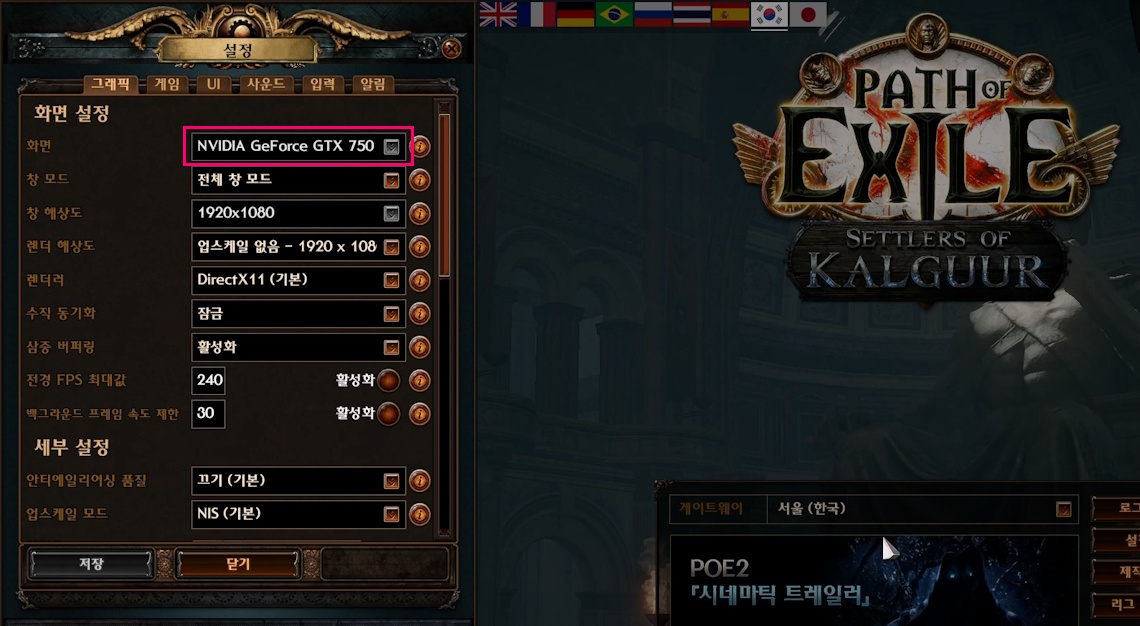 설정
그래픽 게임 UI 사운드 입력 알림
화면 설정
화면 NVIDIA GeForce GTX 750
창 모드 전체 창 모드
창 해상도 1920x1080
렌더 해상도 업스케일 없음 - 1920 x 108
렌더러 DirectX11 (기본)
수직 동기화 잠금
삼중 버퍼링 활성화
전경 FPS 최대값 240 활성화
백그라운드 프레임 속도 제한 30 활성화
세부 설정
안티에일리어싱 품질 끄기 (기본)
업스케일 모드 NIS (기본)
저장 닫기
PATH OF
EXILE
SETTLERS OF
KALGUUR
게이트웨이 서울 (한국)
POE2
『시네마틱 트레일러』
로그
설정
제작
리그